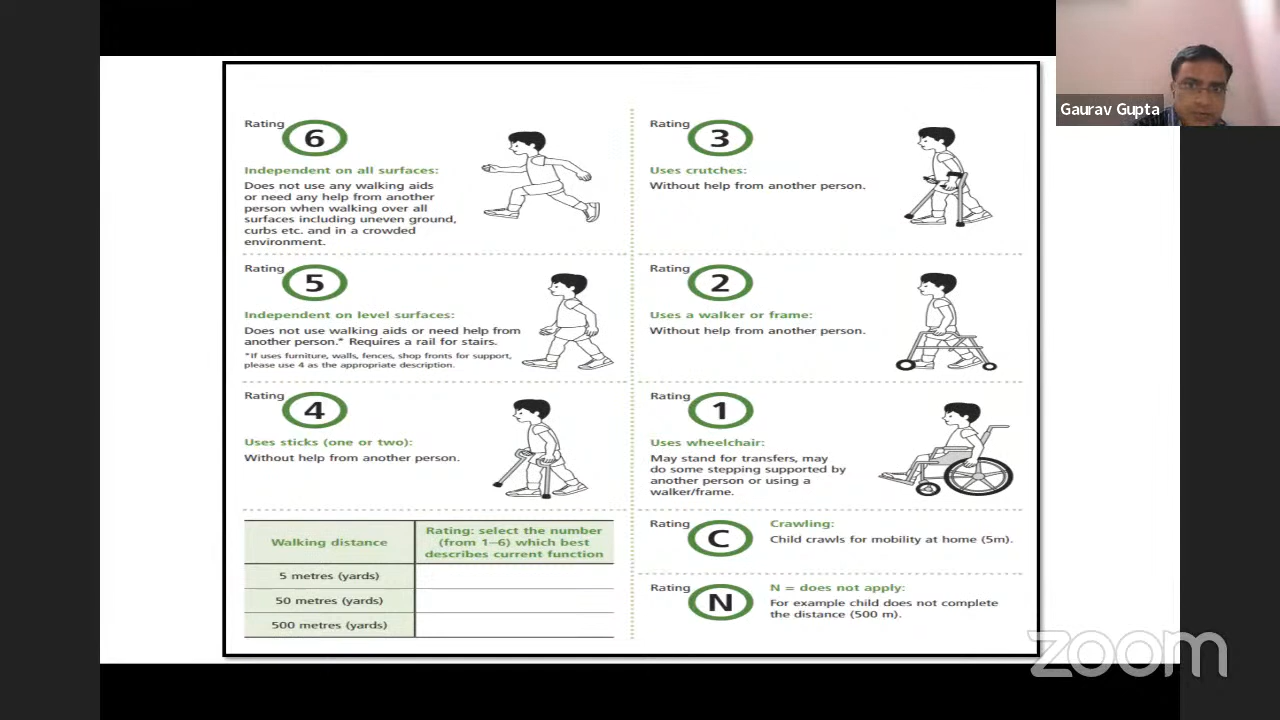 Rating 6
Independent on all surfaces:
Does not use any walking aids
or need any help from another
person when walking over all
surfaces including uneven ground,
curbs etc. and in a crowded
environment.
Rating 5
Independent on level surfaces:
Does not use walking aids or need help from
another person.* Requires a rail for stairs.
*If uses furniture, walls, fences, shop fronts for support,
please use 4 as the appropriate description.
Rating 4
Uses sticks (one or two):
Without help from another person.
Walking distance
Rating: select the number
(from 1–6) which best
describes current function
5 metres (yards)
50 metres (yards)
500 metres (yards)
Rating 3
Uses crutches:
Without help from another person.
Rating 2
Uses a walker or frame:
Without help from another person.
Rating 1
Uses wheelchair:
May stand for transfers, may
do some stepping supported by
another person or using a
walker/frame.
Rating C
Crawling:
Child crawls for mobility at home (5m).
Rating N
N = does not apply:
For example child does not complete
the distance (500 m).
Gaurav Gupta
zoom